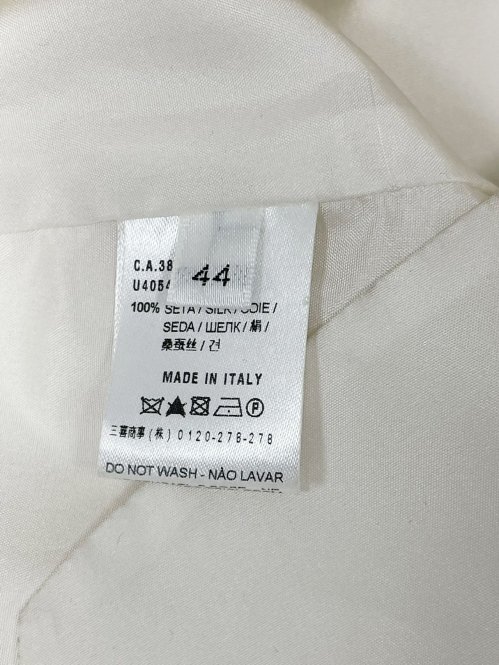 C.A.38
44
U4054
100% SETA / SILK / SOIE /
SEDA / ШЕЛК / 絹 /
桑蚕丝 / 견
MADE IN ITALY
三喜商事 (株) 0120-278-278
DO NOT WASH - NÃO LAVAR